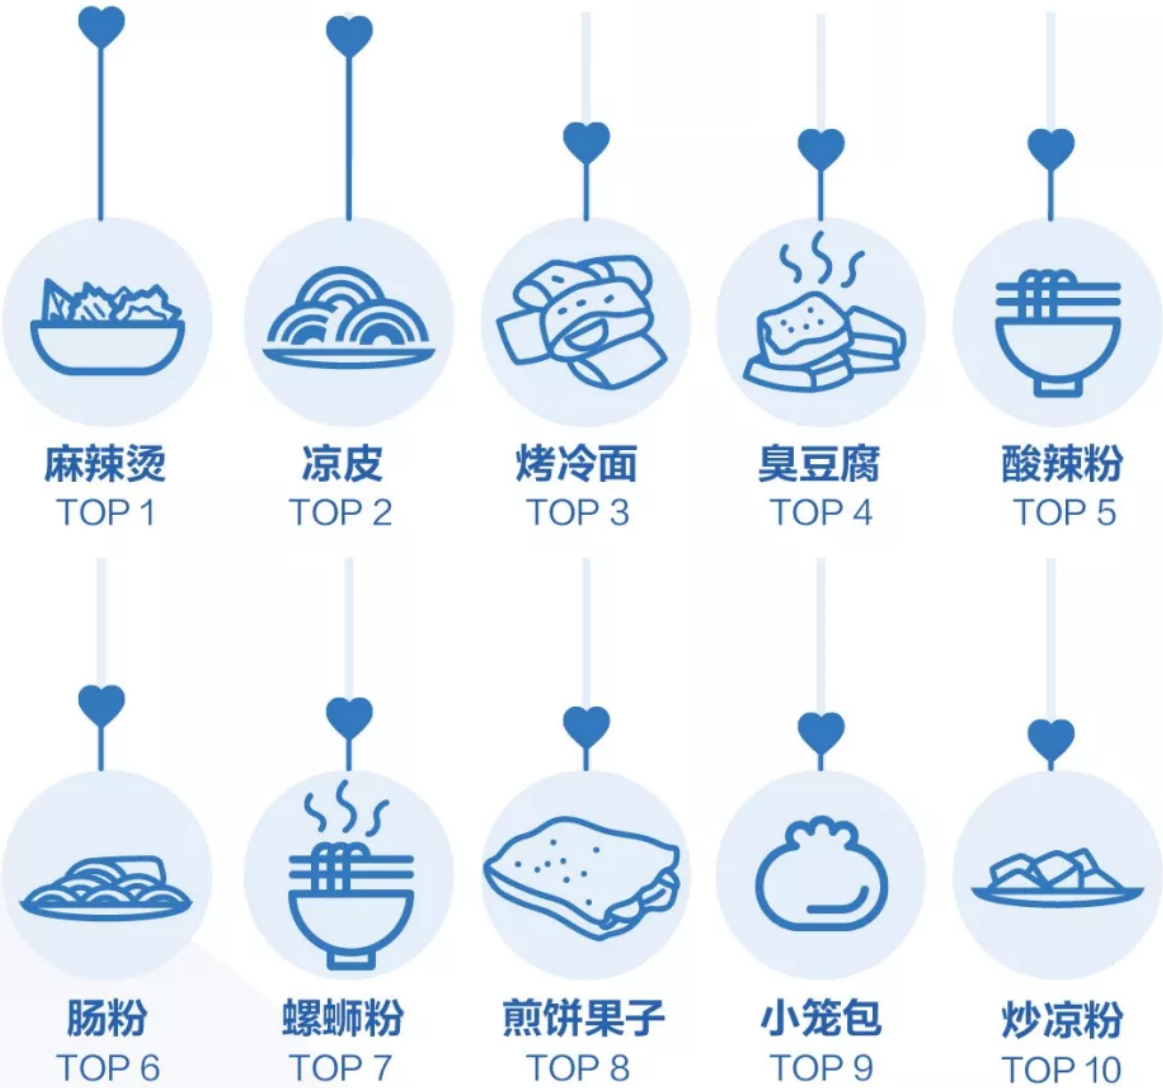 麻辣烫
TOP 1
凉皮
TOP 2
烤冷面
TOP 3
臭豆腐
TOP 4
酸辣粉
TOP 5
肠粉
TOP 6
螺蛳粉
TOP 7
煎饼果子
TOP 8
小笼包
TOP 9
炒凉粉
TOP 10